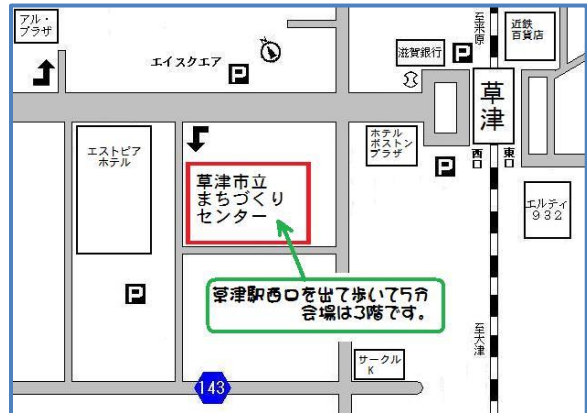 アル・
プラザ
エイスクエア
P
滋賀銀行
P
至米原
近鉄
百貨店
草津
西口
東口
エストピア
ホテル
草津市立
まちづくり
センター
ホテル
ボストン
プラザ
P
エルティ
932
草津駅西口を出て歩いて5分
会場は3階です。
P
至大津
サークル
K
143